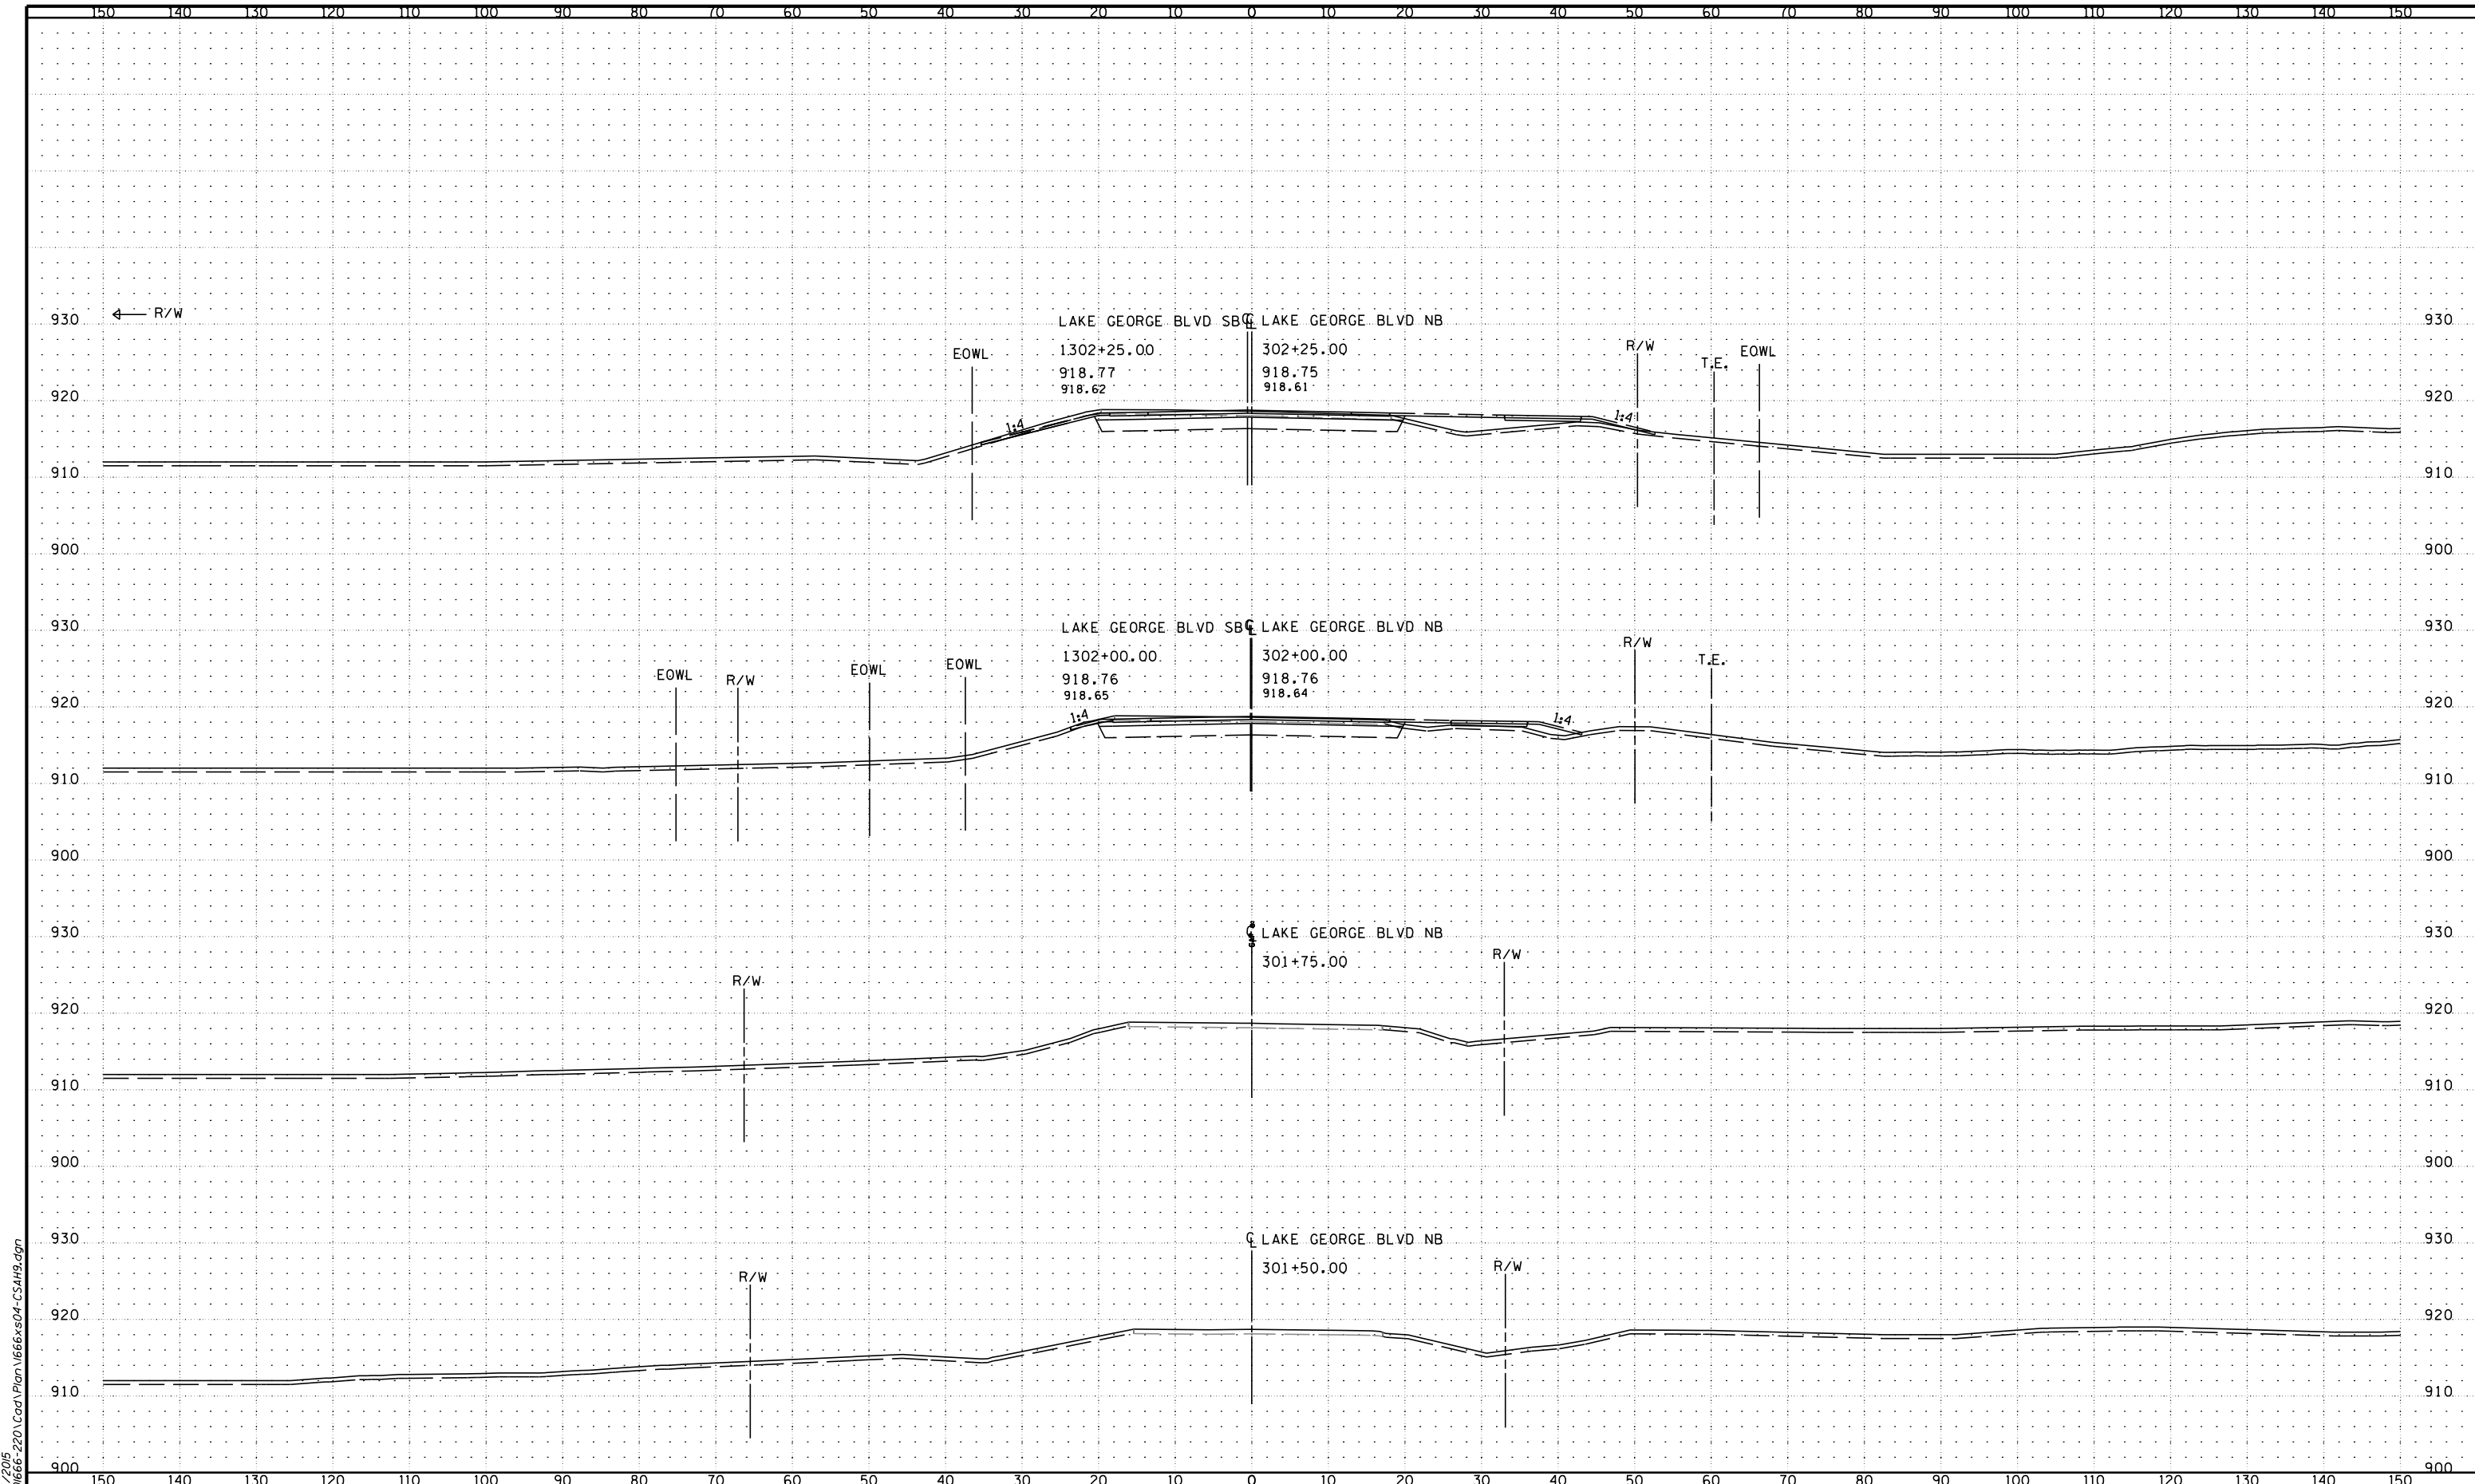 150 140 130 120 110 100 90 80 70 60 50 40 30 20 10 0 10 20 30 40 50 60 70 80 90 100 110 120 130 140 150
R/W
930 LAKE GEORGE BLVD SB ℄ LAKE GEORGE BLVD NB 930
EOWL 1302+25.00 302+25.00 R/W T.E. EOWL
918.77 918.75
918.62 918.61
920 920
1:4 1:4
910 910
900 900
930 LAKE GEORGE BLVD SB ℄ LAKE GEORGE BLVD NB 930
EOWL R/W EOWL EOWL 1302+00.00 302+00.00 R/W T.E.
918.76 918.76
918.65 918.64
920 920
1:4 1:4
910 910
900 900
930 ℄ LAKE GEORGE BLVD NB 930
R/W 301+75.00 R/W
920 920
910 910
900 900
930 ℄ LAKE GEORGE BLVD NB 930
R/W 301+50.00 R/W
920 920
910 910
900 900
150 140 130 120 110 100 90 80 70 60 50 40 30 20 10 0 10 20 30 40 50 60 70 80 90 100 110 120 130 140 150
/2015
1666-220\Cad\Plan\1666xs04-CSAH9.dgn